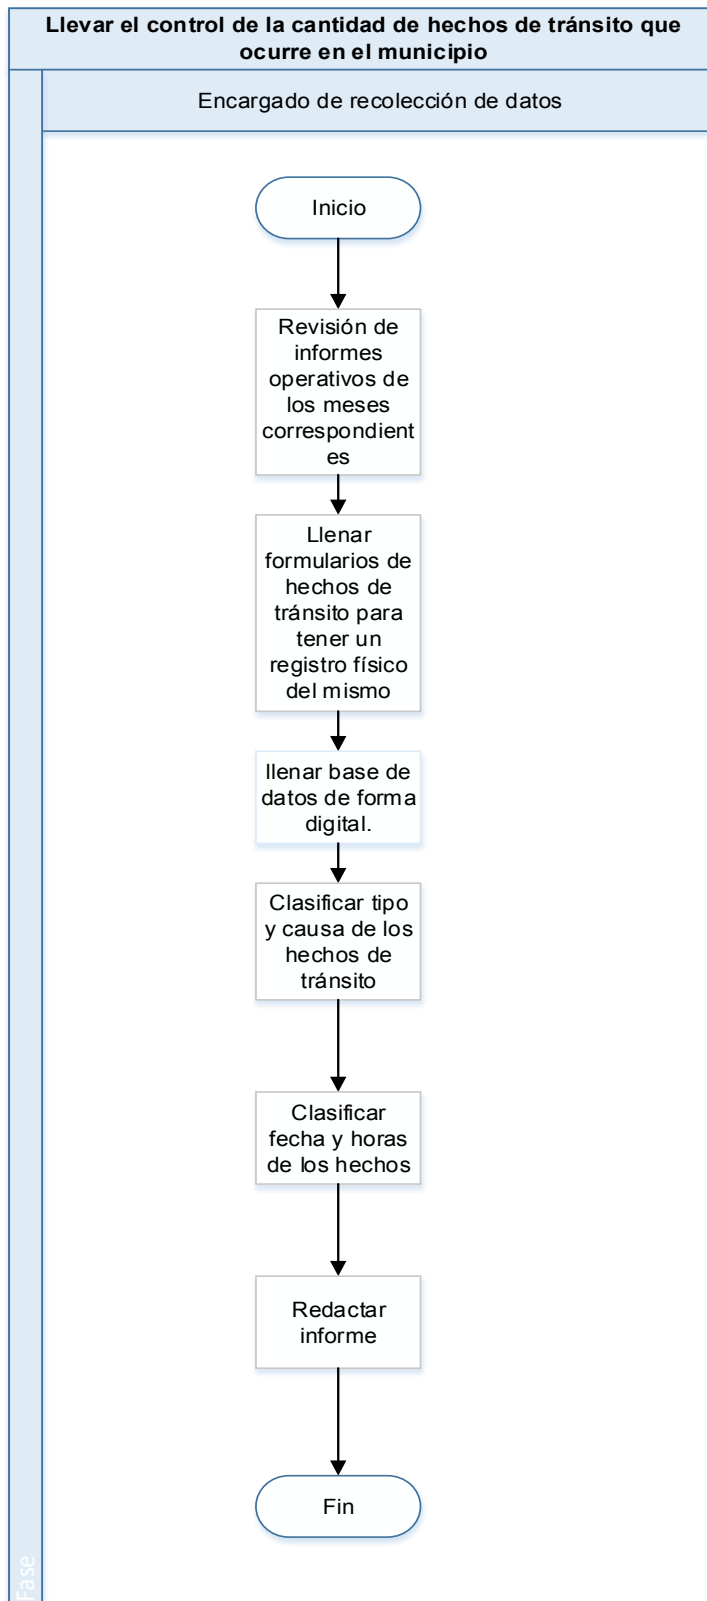 Llevar el control de la cantidad de hechos de tránsito que
ocurre en el municipio
Encargado de recolección de datos
Inicio
Revisión de
informes
operativos de
los meses
correspondient
es
Llenar
formularios de
hechos de
tránsito para
tener un
registro físico
del mismo
llenar base de
datos de forma
digital.
Clasificar tipo
y causa de los
hechos de
tránsito
Clasificar
fecha y horas
de los hechos
Redactar
informe
Fin
Fase